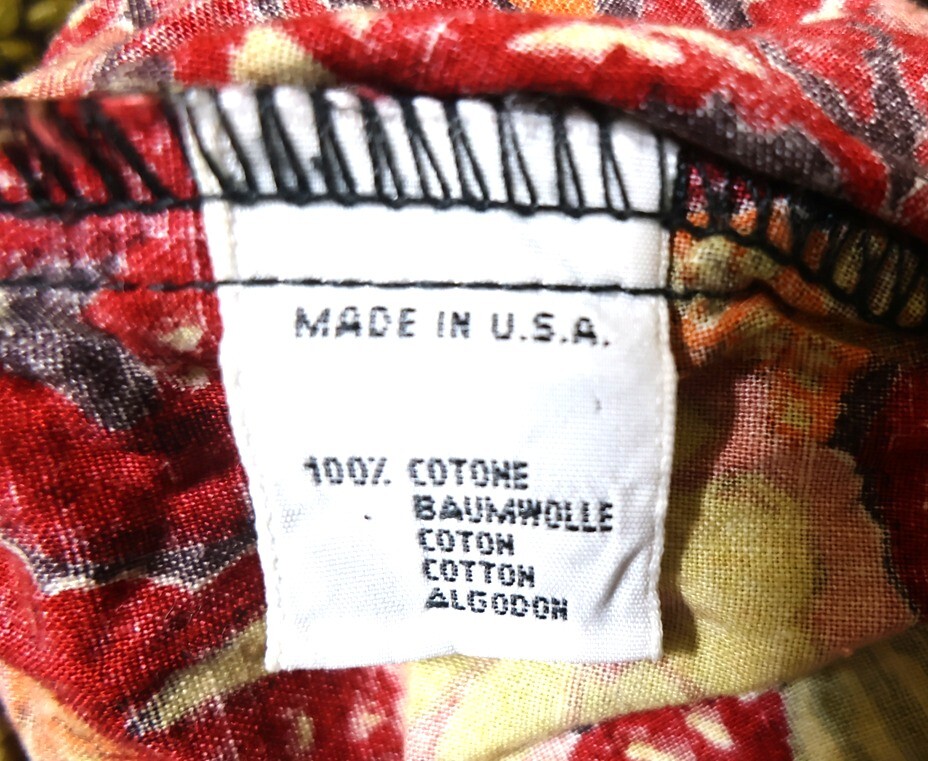 MADE IN U.S.A.
100% COTONE
BAUMWOLLE
COTON
COTTON
ALGODON